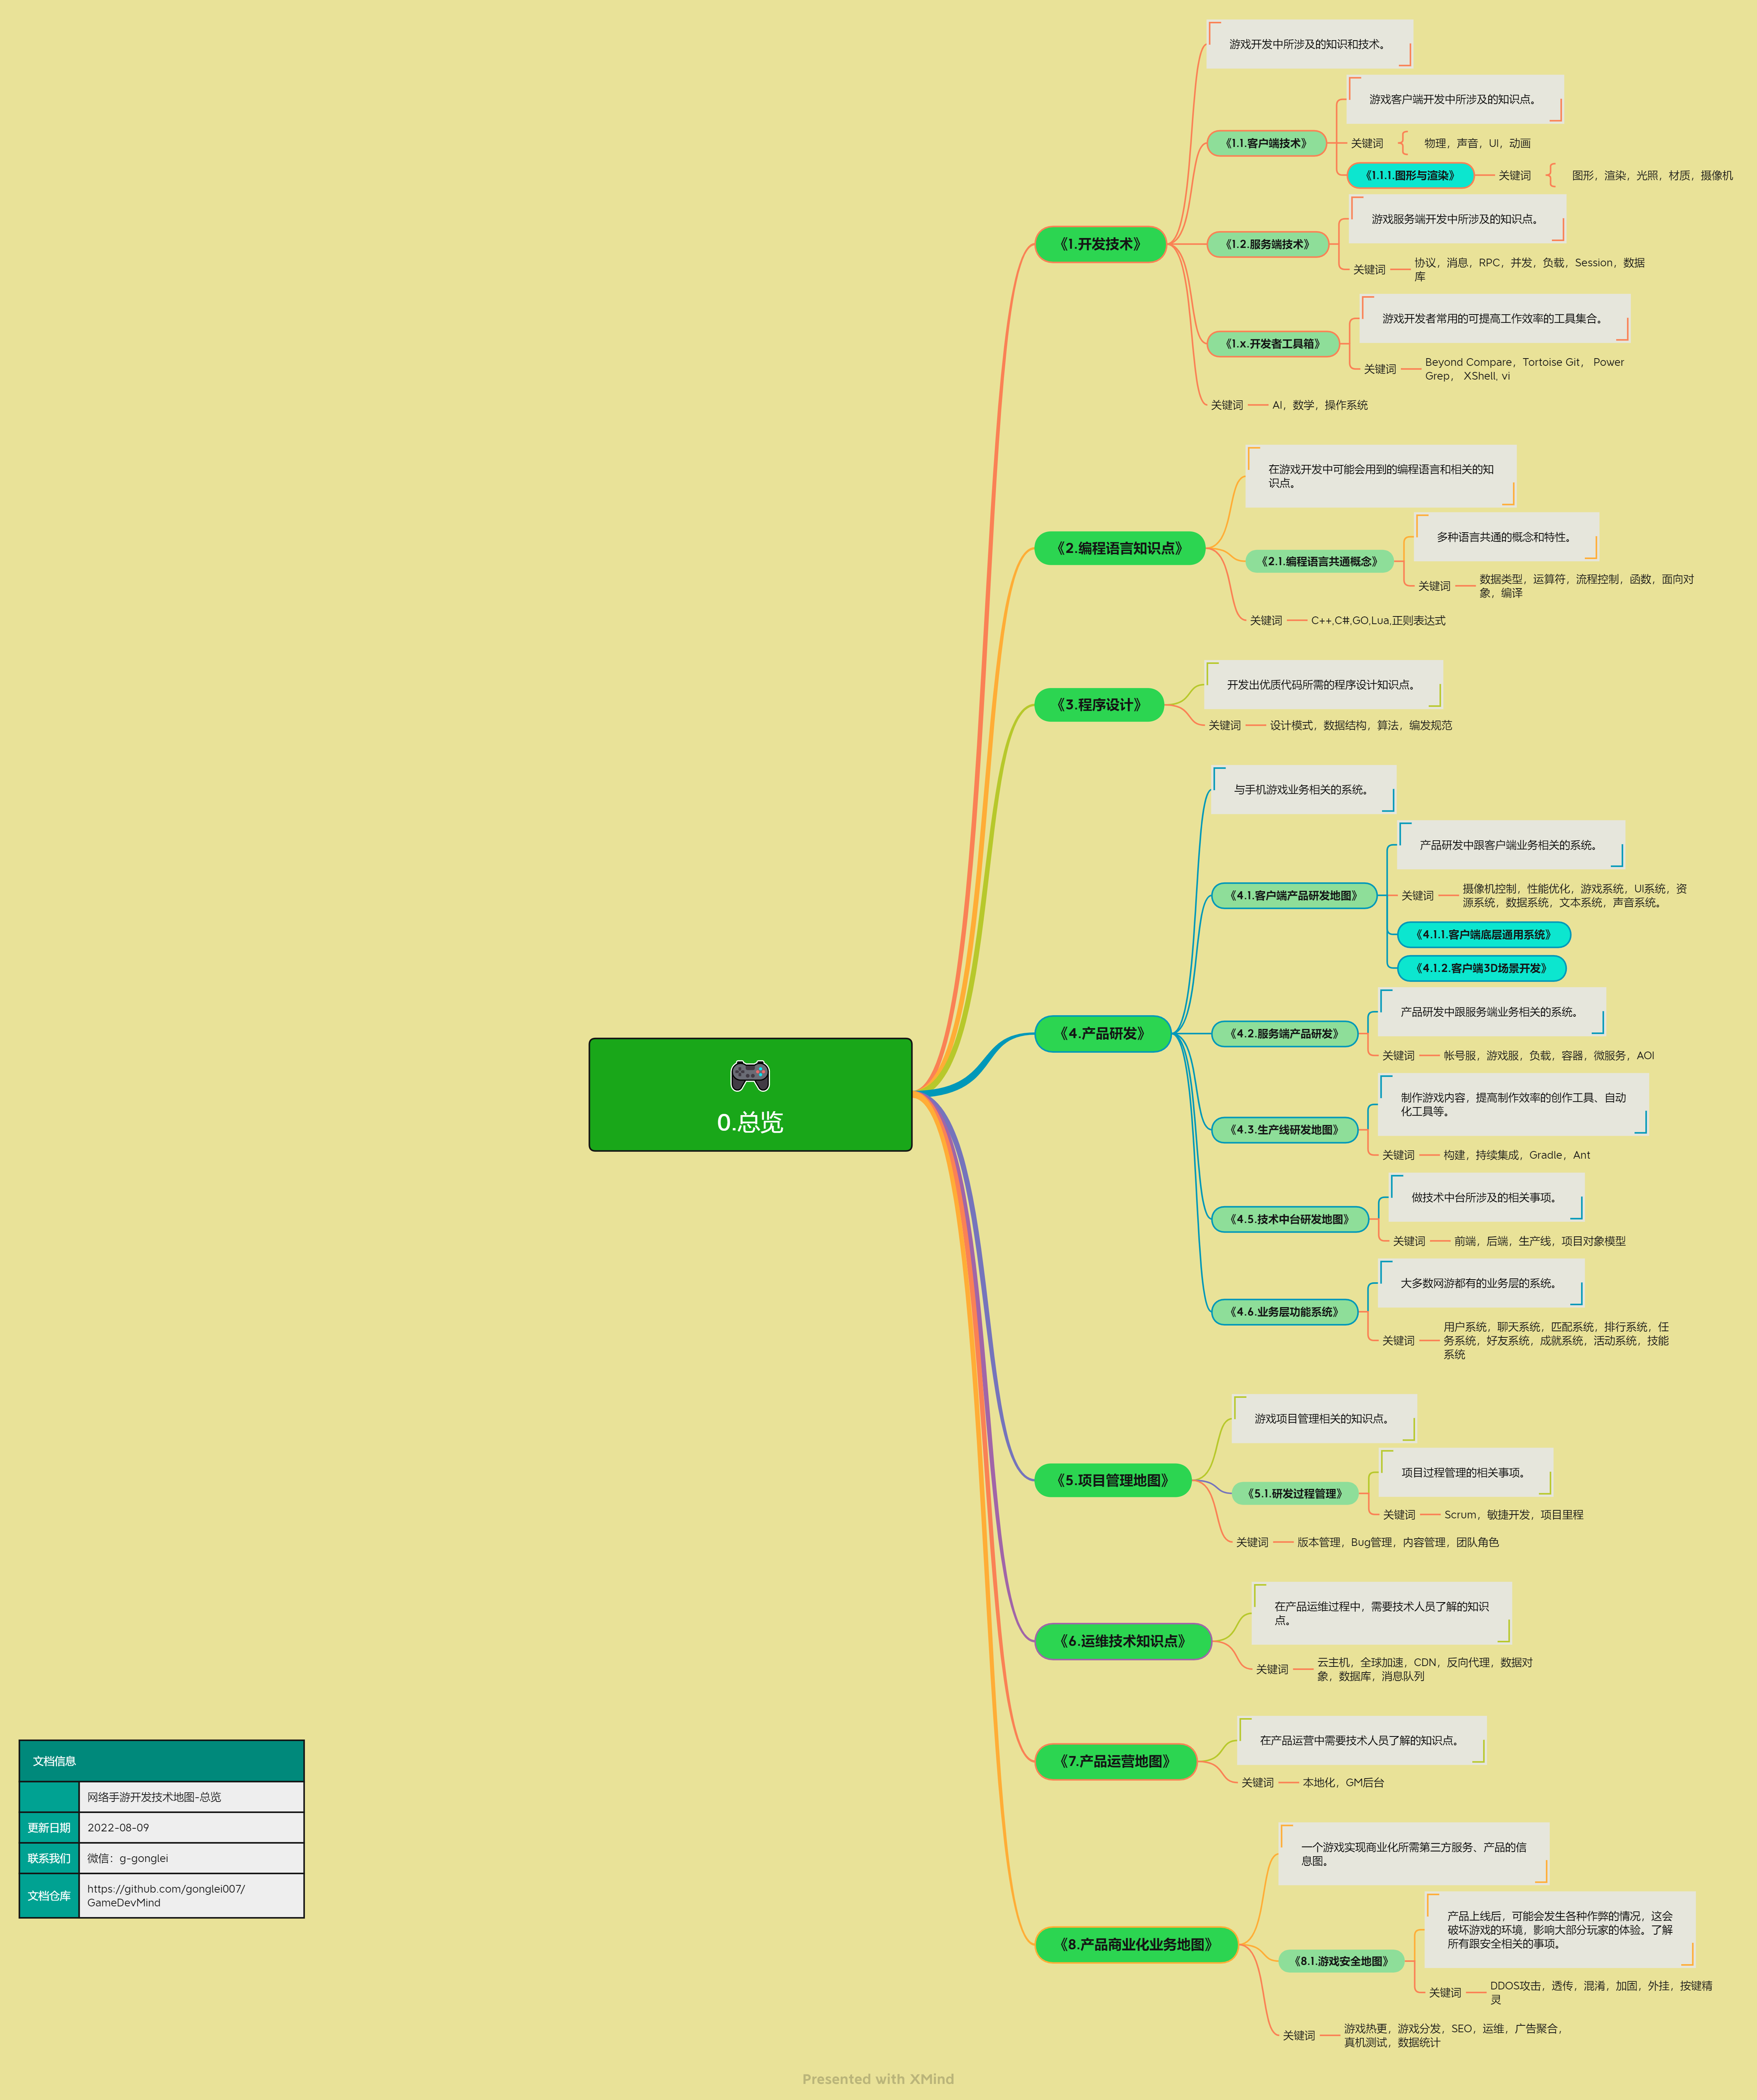 0.总览
《1.开发技术》
游戏开发中所涉及的知识和技术。
《1.1.客户端技术》
游戏客户端开发中所涉及的知识点。
关键词
物理，声音，UI，动画
《1.1.1.图形与渲染》
关键词
图形，渲染，光照，材质，摄像机
《1.2.服务端技术》
游戏服务端开发中所涉及的知识点。
关键词
协议，消息，RPC，并发，负载，Session，数据
库
《1.x.开发者工具箱》
游戏开发者常用的可提高工作效率的工具集合。
关键词
Beyond Compare，Tortoise Git， Power
Grep， XShell, vi
关键词
AI，数学，操作系统
《2.编程语言知识点》
在游戏开发中可能会用到的编程语言和相关的知
识点。
《2.1.编程语言共通概念》
多种语言共通的概念和特性。
关键词
数据类型，运算符，流程控制，函数，面向对
象，编译
关键词
C++,C#,GO,Lua,正则表达式
《3.程序设计》
开发出优质代码所需的程序设计知识点。
关键词
设计模式，数据结构，算法，编发规范
《4.产品研发》
与手机游戏业务相关的系统。
《4.1.客户端产品研发地图》
产品研发中跟客户端业务相关的系统。
关键词
摄像机控制，性能优化，游戏系统，UI系统，资
源系统，数据系统，文本系统，声音系统。
《4.1.1.客户端底层通用系统》
《4.1.2.客户端3D场景开发》
《4.2.服务端产品研发》
产品研发中跟服务端业务相关的系统。
关键词
帐号服，游戏服，负载，容器，微服务，AOI
《4.3.生产线研发地图》
制作游戏内容，提高制作效率的创作工具、自动
化工具等。
关键词
构建，持续集成，Gradle，Ant
《4.5.技术中台研发地图》
做技术中台所涉及的相关事项。
关键词
前端，后端，生产线，项目对象模型
《4.6.业务层功能系统》
大多数网游都有的业务层的系统。
关键词
用户系统，聊天系统，匹配系统，排行系统，任
务系统，好友系统，成就系统，活动系统，技能
系统
《5.项目管理地图》
游戏项目管理相关的知识点。
《5.1.研发过程管理》
项目过程管理的相关事项。
关键词
Scrum，敏捷开发，项目里程
关键词
版本管理，Bug管理，内容管理，团队角色
《6.运维技术知识点》
在产品运维过程中，需要技术人员了解的知识
点。
关键词
云主机，全球加速，CDN，反向代理，数据对
象，数据库，消息队列
《7.产品运营地图》
在产品运营中需要技术人员了解的知识点。
关键词
本地化，GM后台
《8.产品商业化业务地图》
一个游戏实现商业化所需第三方服务、产品的信
息图。
《8.1.游戏安全地图》
产品上线后，可能会发生各种作弊的情况，这会
破坏游戏的环境，影响大部分玩家的体验。了解
所有跟安全相关的事项。
关键词
DDOS攻击，透传，混淆，加固，外挂，按键精
灵
关键词
游戏热更，游戏分发，SEO，运维，广告聚合，
真机测试，数据统计
文档信息
网络手游开发技术地图-总览
更新日期
2022-08-09
联系我们
微信：g-gonglei
文档仓库
https://github.com/gonglei007/
GameDevMind
Presented with XMind